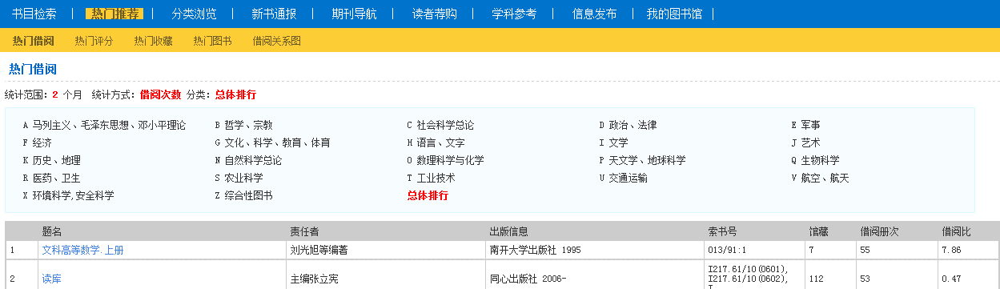 书目检索 热门推荐 分类浏览 新书通报 期刊导航 读者荐购 学科参考 信息发布 我的图书馆
热门借阅 热门评分 热门收藏 热门图书 借阅关系图
热门借阅
统计范围: 2 个月 统计方式: 借阅次数 分类: 总体排行
A 马列主义、毛泽东思想、邓小平理论 B 哲学、宗教 C 社会科学总论 D 政治、法律 E 军事
F 经济 G 文化、科学、教育、体育 H 语言、文字 I 文学 J 艺术
K 历史、地理 N 自然科学总论 O 数理科学与化学 P 天文学、地球科学 Q 生物科学
R 医药、卫生 S 农业科学 T 工业技术 U 交通运输 V 航空、航天
X 环境科学,安全科学 Z 综合性图书 总体排行
题名 责任者 出版信息 索书号 馆藏 借阅册次 借阅比
1 文科高等数学.上册 刘光旭等编著 南开大学出版社 1995 O13/91:1 7 55 7.86
I217.61/10(0601),
2 读库 主编张立宪 同心出版社 2006- I217.61/10(0602), 112 53 0.47